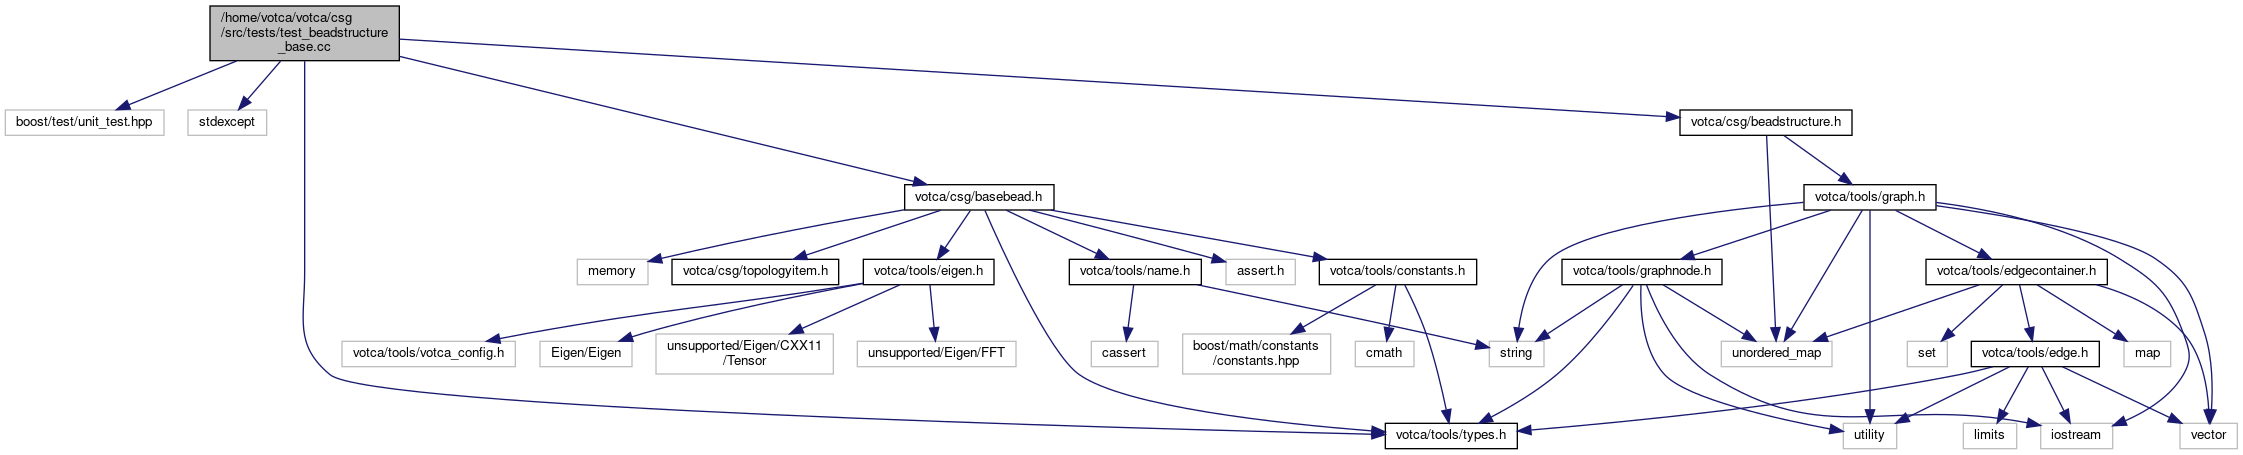 /home/votca/votca/csg
/src/tests/test_beadstructure
_base.cc
boost/test/unit_test.hpp
stdexcept
votca/csg/beadstructure.h
votca/csg/basebead.h
votca/tools/graph.h
memory
votca/csg/topologyitem.h
votca/tools/eigen.h
votca/tools/name.h
assert.h
votca/tools/constants.h
votca/tools/graphnode.h
votca/tools/edgecontainer.h
votca/tools/votca_config.h
Eigen/Eigen
unsupported/Eigen/CXX11
/Tensor
unsupported/Eigen/FFT
cassert
boost/math/constants
/constants.hpp
cmath
string
unordered_map
set
votca/tools/edge.h
map
votca/tools/types.h
utility
limits
iostream
vector